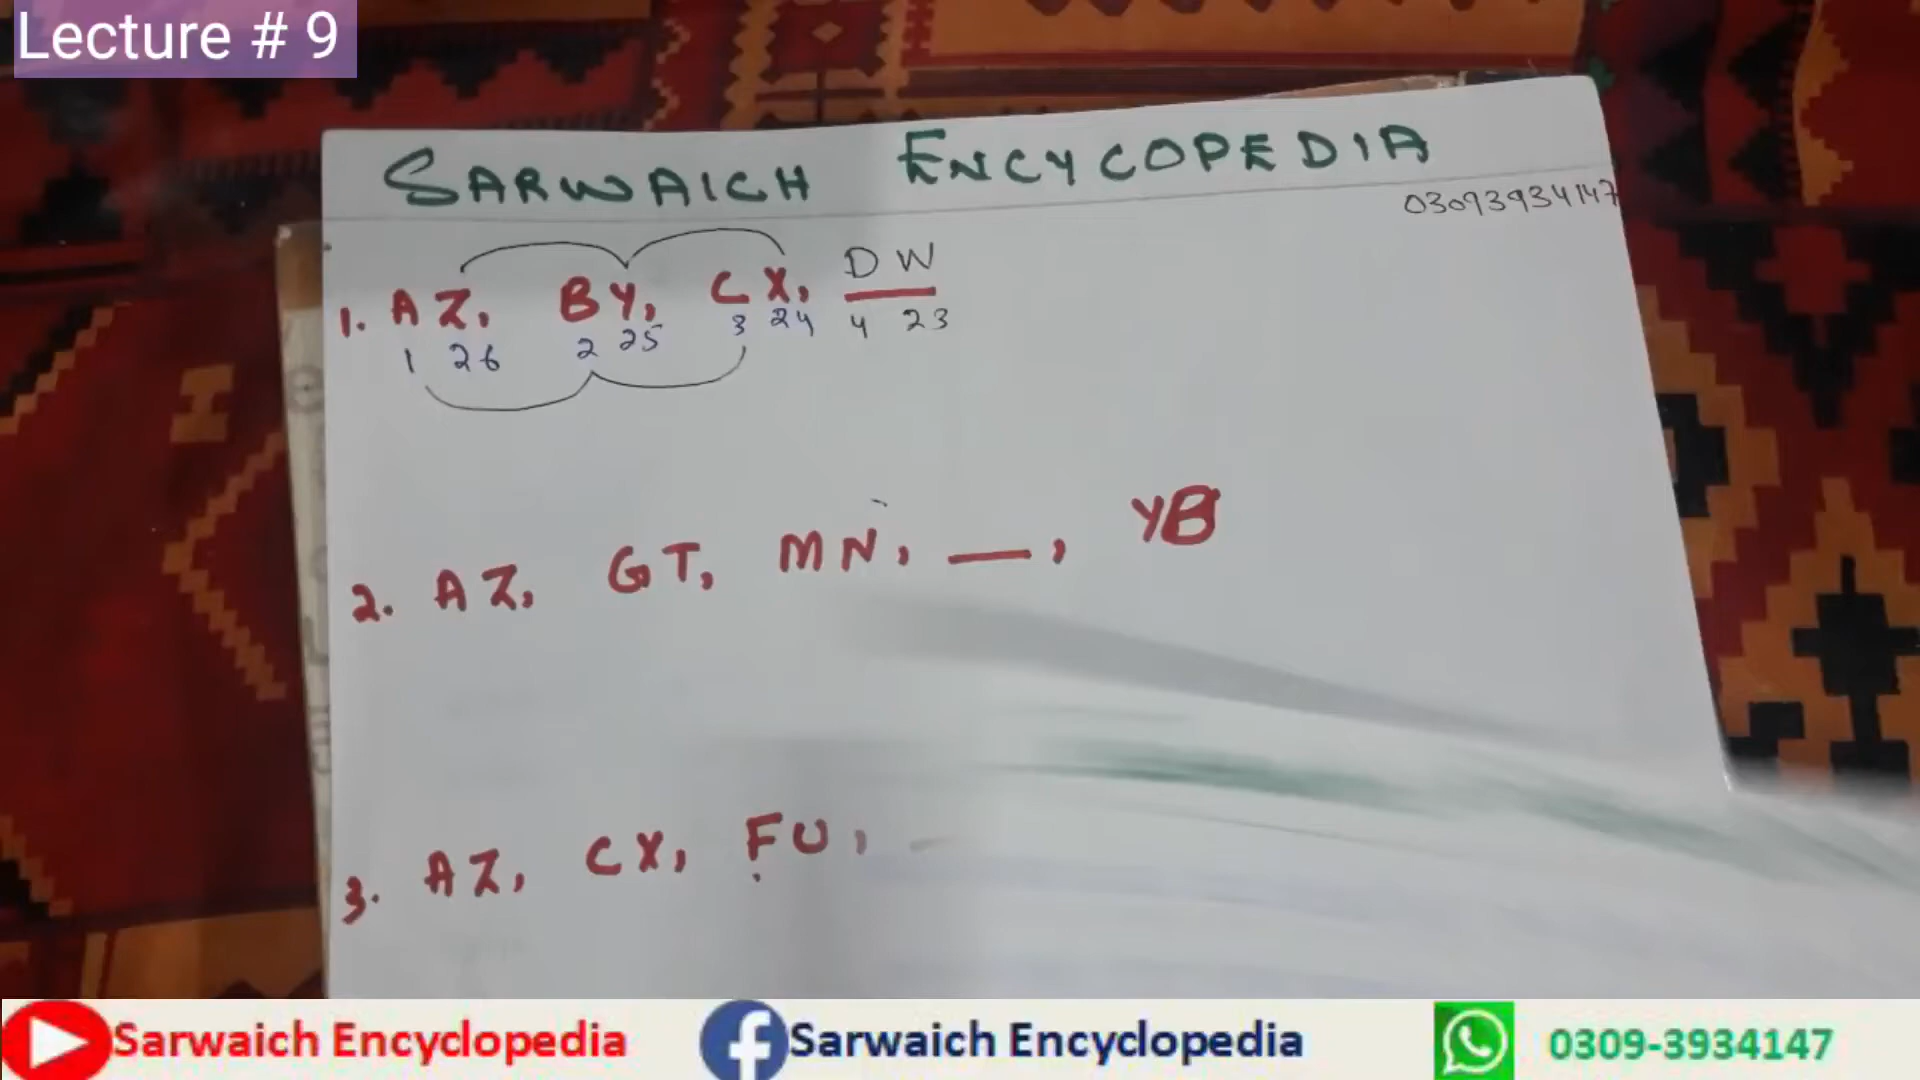 Lecture # 9
SARWAICH ENCYCOPEDIA
03093934147
1. AZ, BY, CX, DW
1 26 2 25 3 24 4 23
2. AZ, GT, MN, __, YB
3. AZ, CX, FU,
Sarwaich Encyclopedia Sarwaich Encyclopedia 0309-3934147